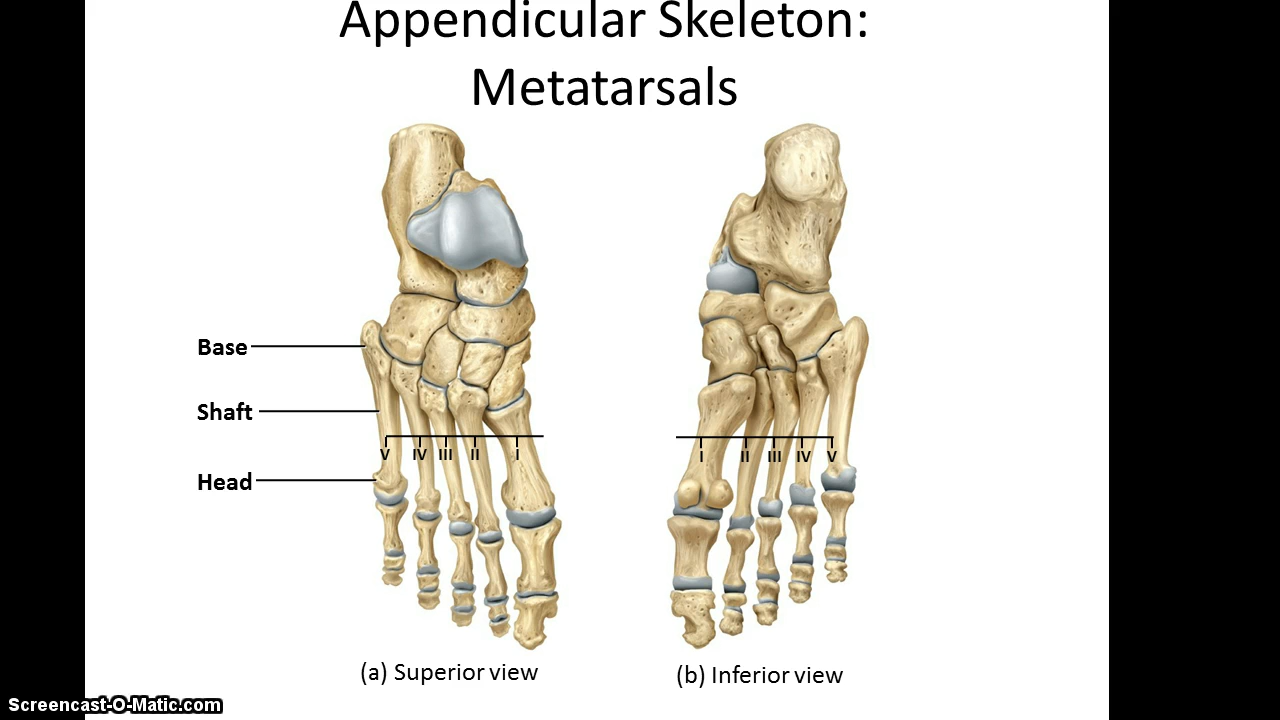 Appendicular Skeleton:
Metatarsals
Base
Shaft
Head
V IV III II I
I II III IV V
(a) Superior view
(b) Inferior view
Screencast-O-Matic.com